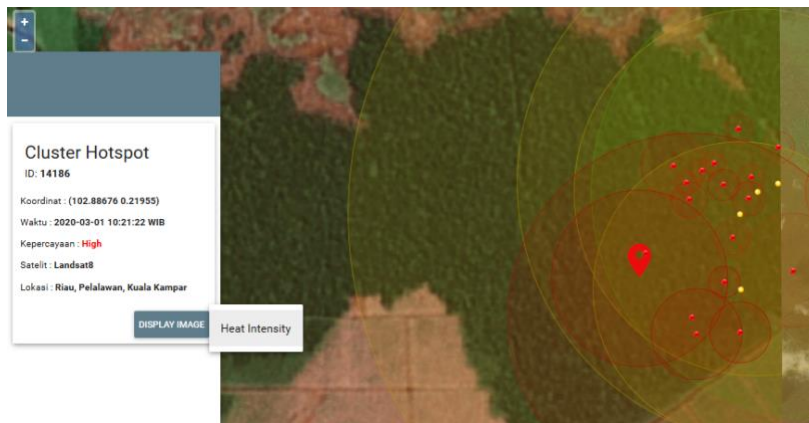 +
-
Cluster Hotspot
ID: 14186
Koordinat : (102.88676 0.21955)
Waktu : 2020-03-01 10:21:22 WIB
Kepercayaan : High
Satelit : Landsat8
Lokasi : Riau, Pelalawan, Kuala Kampar
DISPLAY IMAGE
Heat Intensity